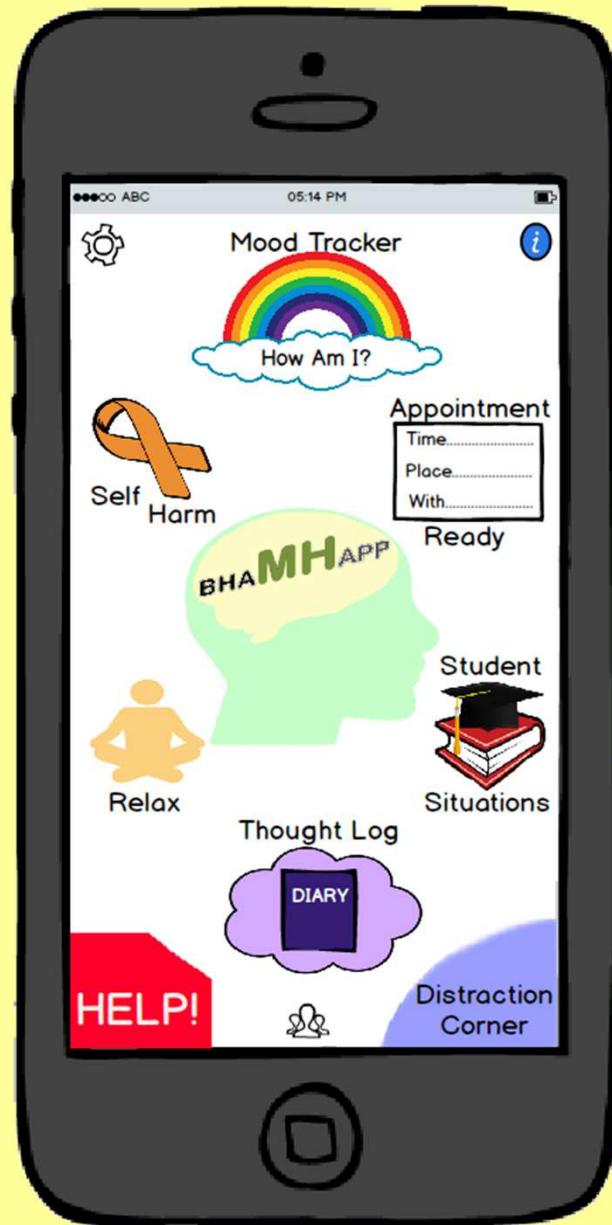 ABC 05:14 PM
i
Mood Tracker
How Am I?
Self
Harm
Appointment
Time....................
Place....................
With.....................
Ready
BHAMHAPP
Relax
Student
Situations
Thought Log
DIARY
HELP!
Distraction
Corner